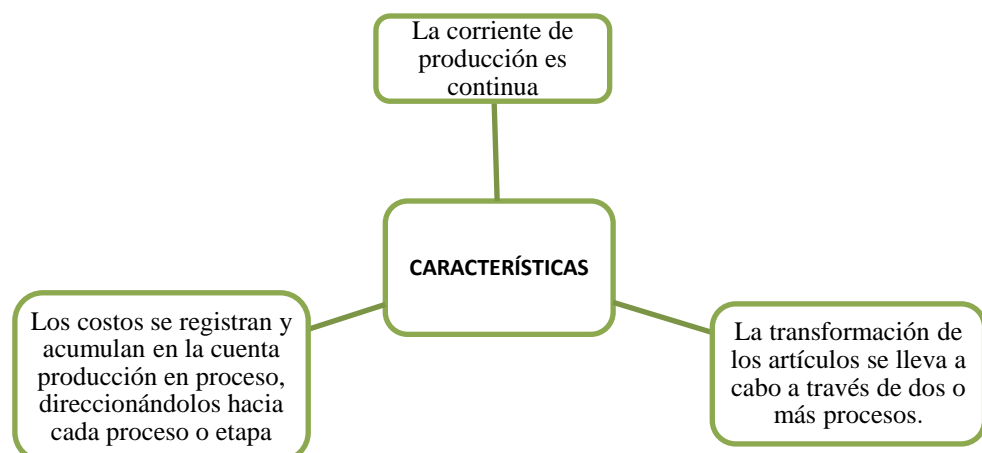 La corriente de
producción es
continua
CARACTERÍSTICAS
Los costos se registran y
acumulan en la cuenta
producción en proceso,
direccionándolos hacia
cada proceso o etapa
La transformación de
los artículos se lleva a
cabo a través de dos o
más procesos.